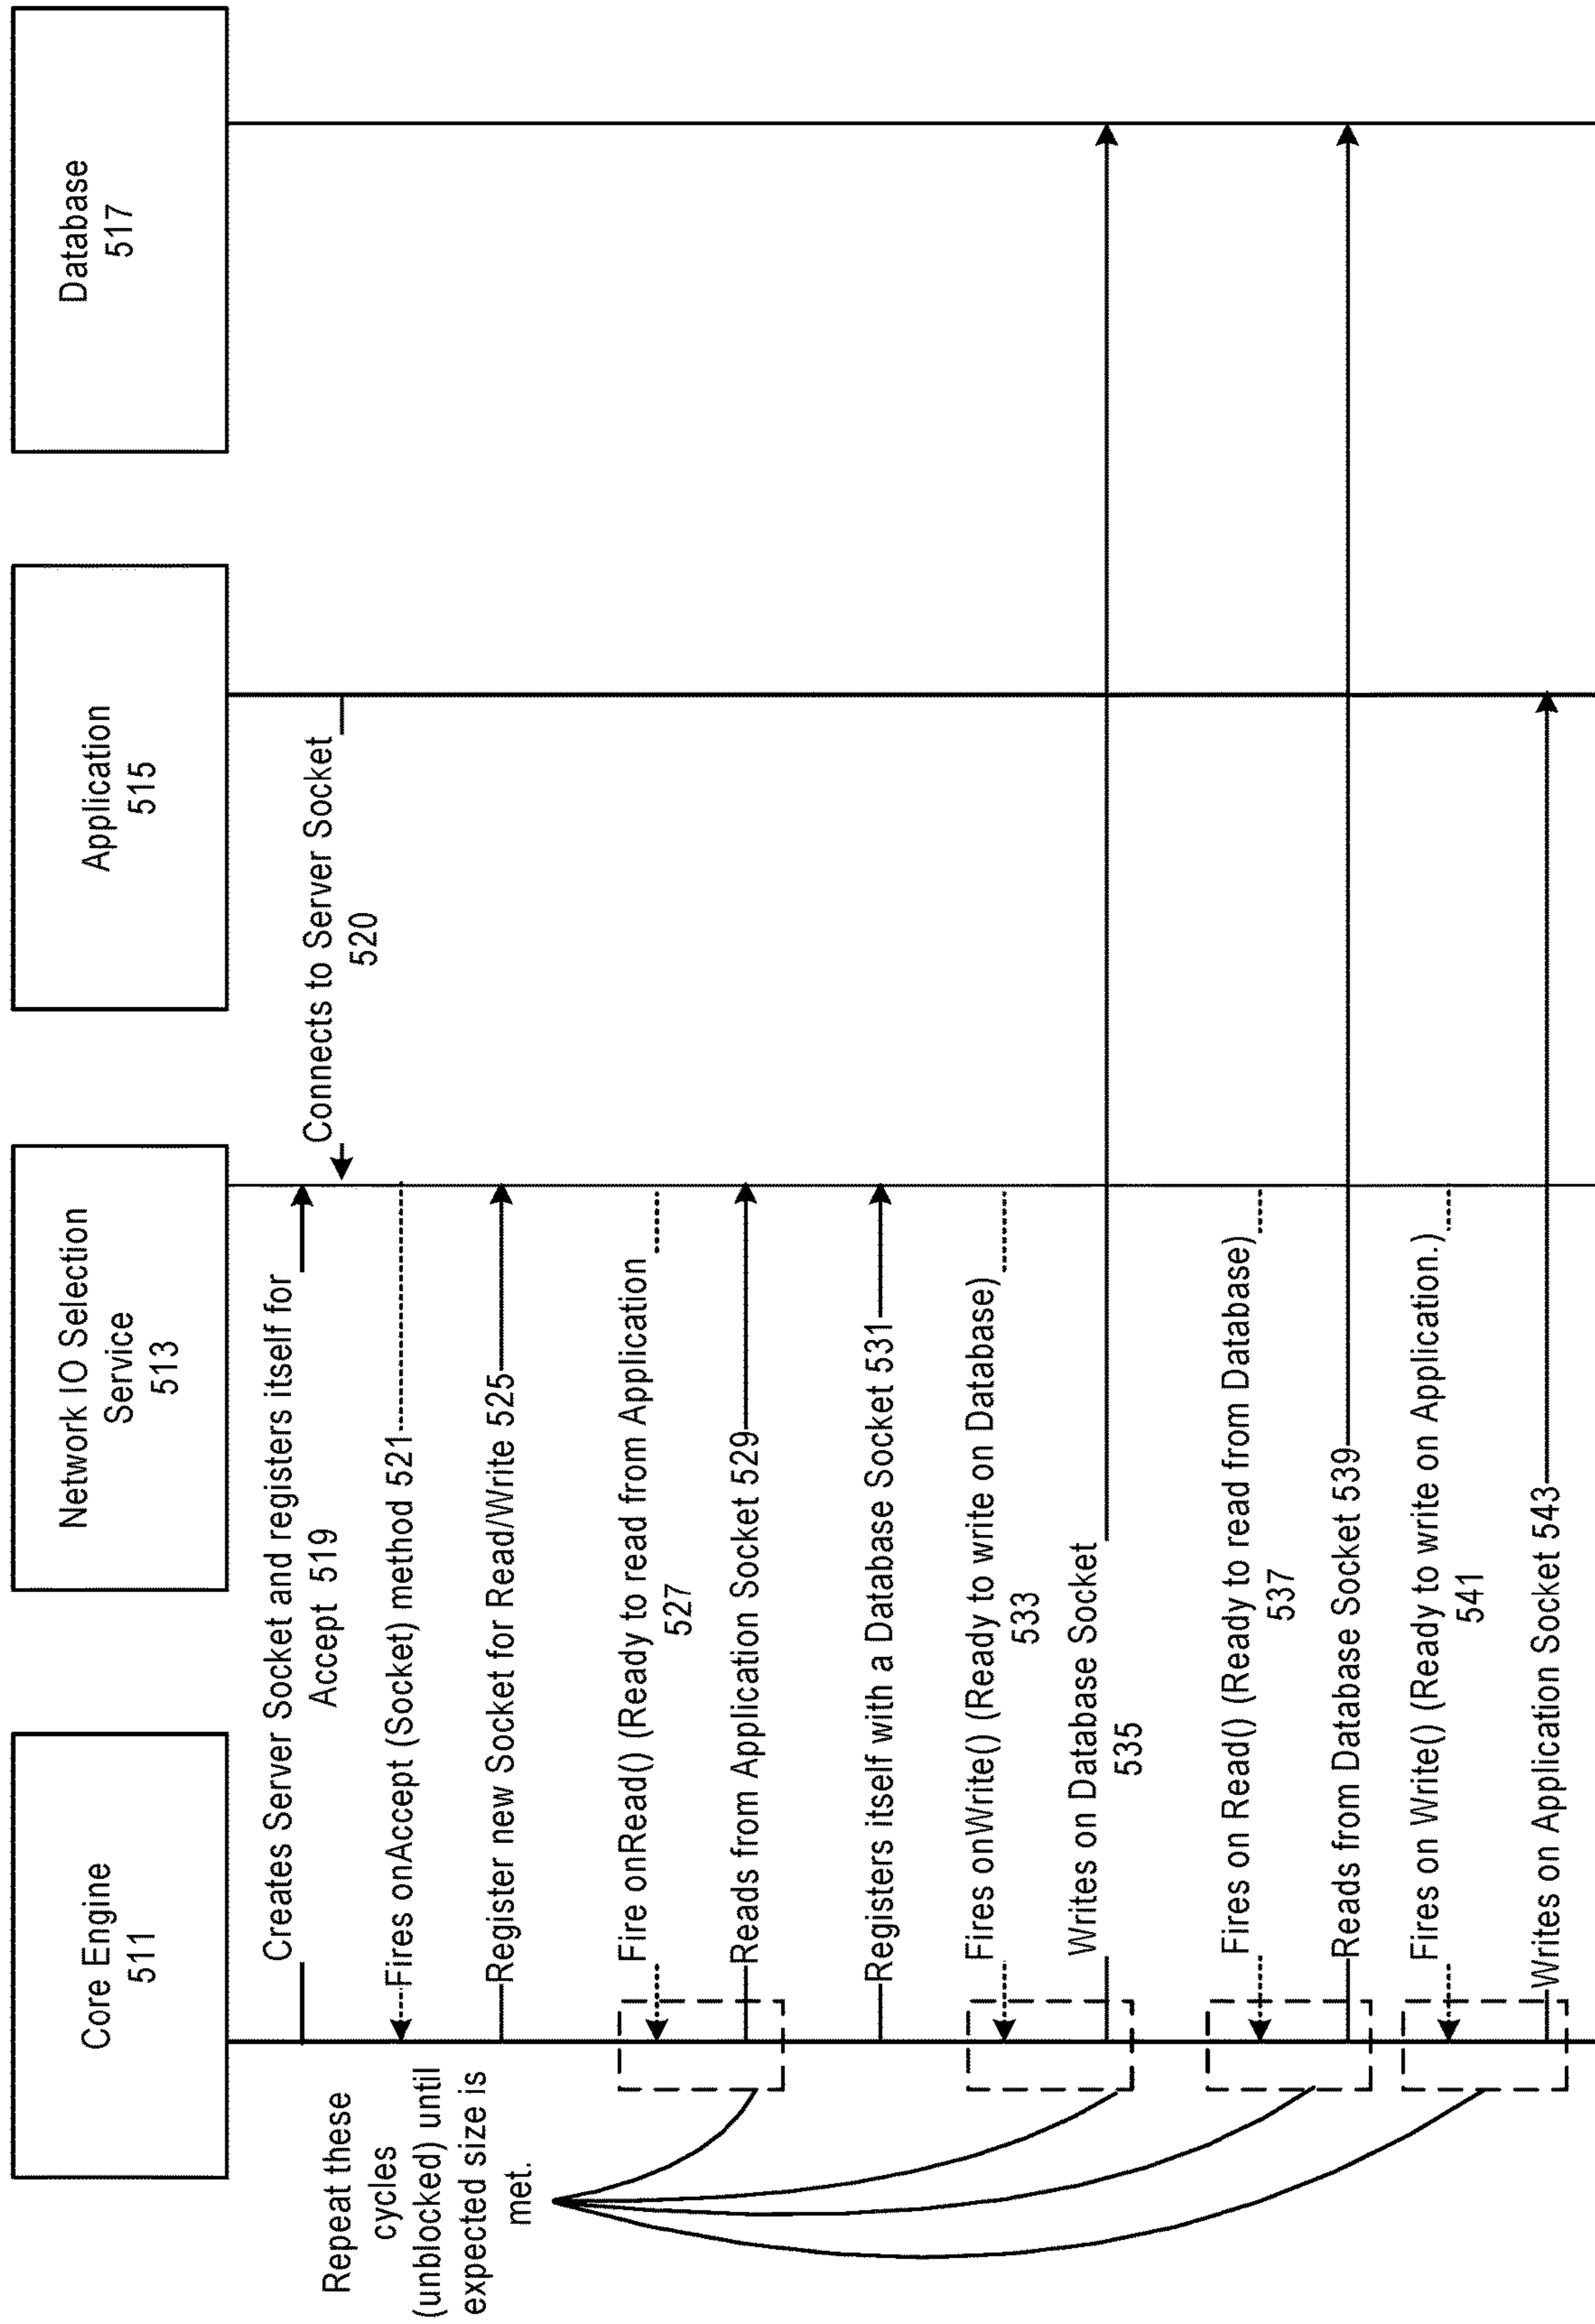 Core Engine
511
Network IO Selection
Service
513
Application
515
Database
517
Creates Server Socket and registers itself for
Accept 519
Connects to Server Socket
520
Fires onAccept (Socket) method 521
Register new Socket for Read/Write 525
Repeat these
cycles
(unblocked) until
expected size is
met.
Fire onRead() (Ready to read from Application
527
Reads from Application Socket 529
Registers itself with a Database Socket 531
Fires onWrite() (Ready to write on Database)
533
Writes on Database Socket
535
Fires on Read() (Ready to read from Database)
537
Reads from Database Socket 539
Fires on Write() (Ready to write on Application.)
541
Writes on Application Socket 543